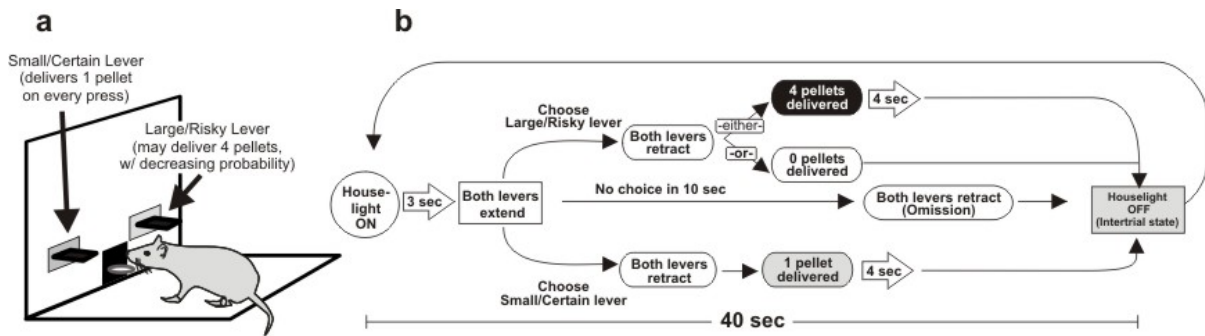 a
Small/Certain Lever
(delivers 1 pellet
on every press)
Large/Risky Lever
(may deliver 4 pellets,
w/ decreasing probability)
b
House-
light
ON
3 sec
Both levers
extend
Choose
Large/Risky lever
Both levers
retract
-either-
-or-
4 pellets
delivered
4 sec
0 pellets
delivered
No choice in 10 sec
Both levers retract
(Omission)
Houselight
OFF
(Intertrial state)
Choose
Small/Certain lever
Both levers
retract
1 pellet
delivered
4 sec
40 sec